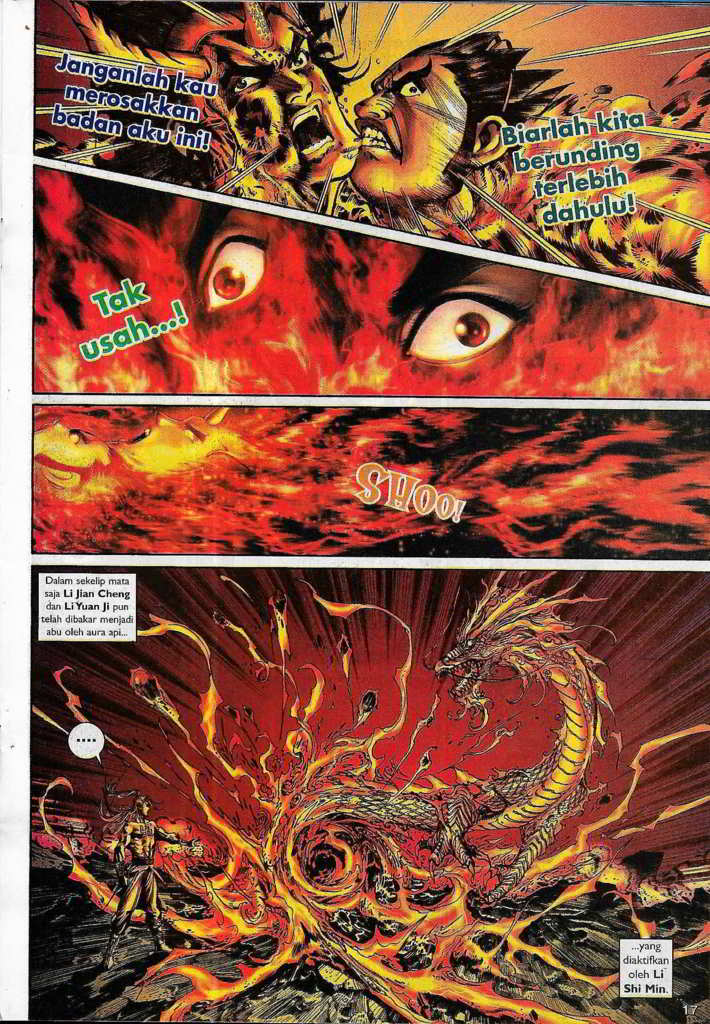 Janganlah kau
merosakkan
badan aku ini!
Biarlah kita
berunding
terlebih
dahulu!
Tak
usah...!
SHOO!
Dalam sekelip mata
saja Li Jian Cheng
dan Li Yuan Ji pun
telah dibakar menjadi
abu oleh aura api...
....
...yang
diaktifkan
oleh Li
Shi Min.
17